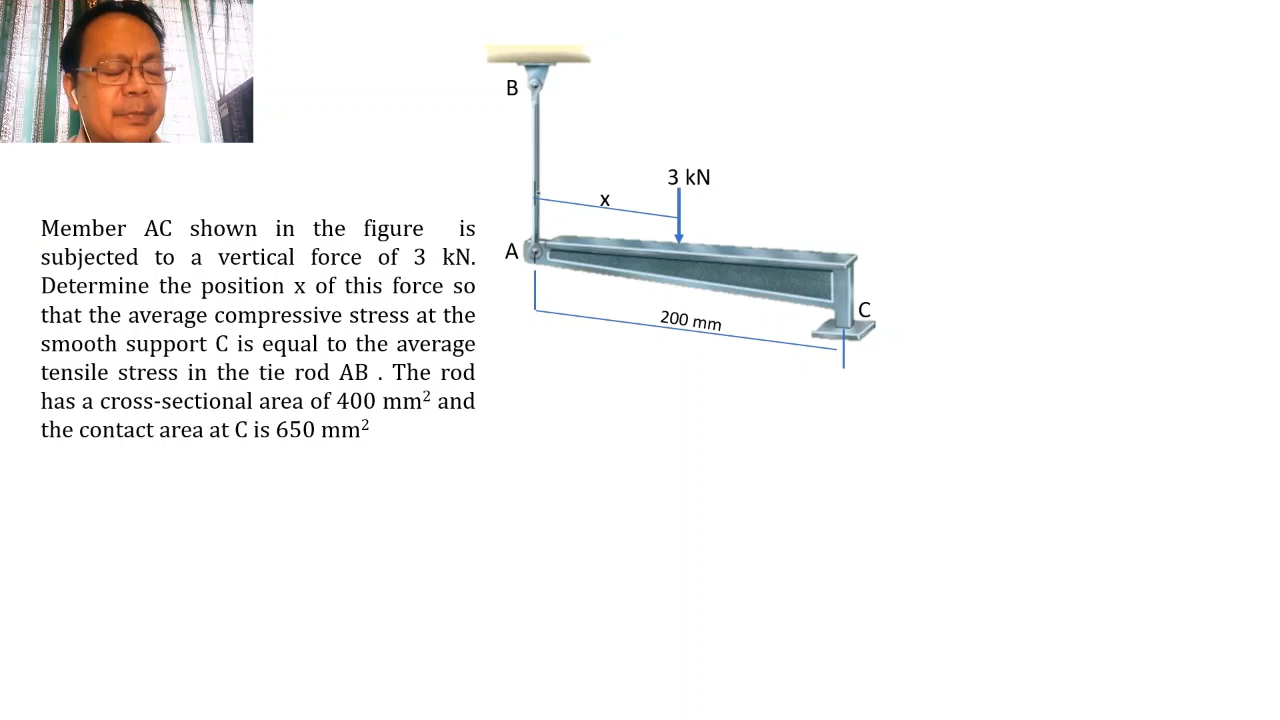 B
3 kN
x
Member AC shown in the figure is
subjected to a vertical force of 3 kN.
Determine the position x of this force so
that the average compressive stress at the
smooth support C is equal to the average
tensile stress in the tie rod AB . The rod
has a cross-sectional area of 400 mm²  and
the contact area at C is 650 mm²
A
C
200 mm